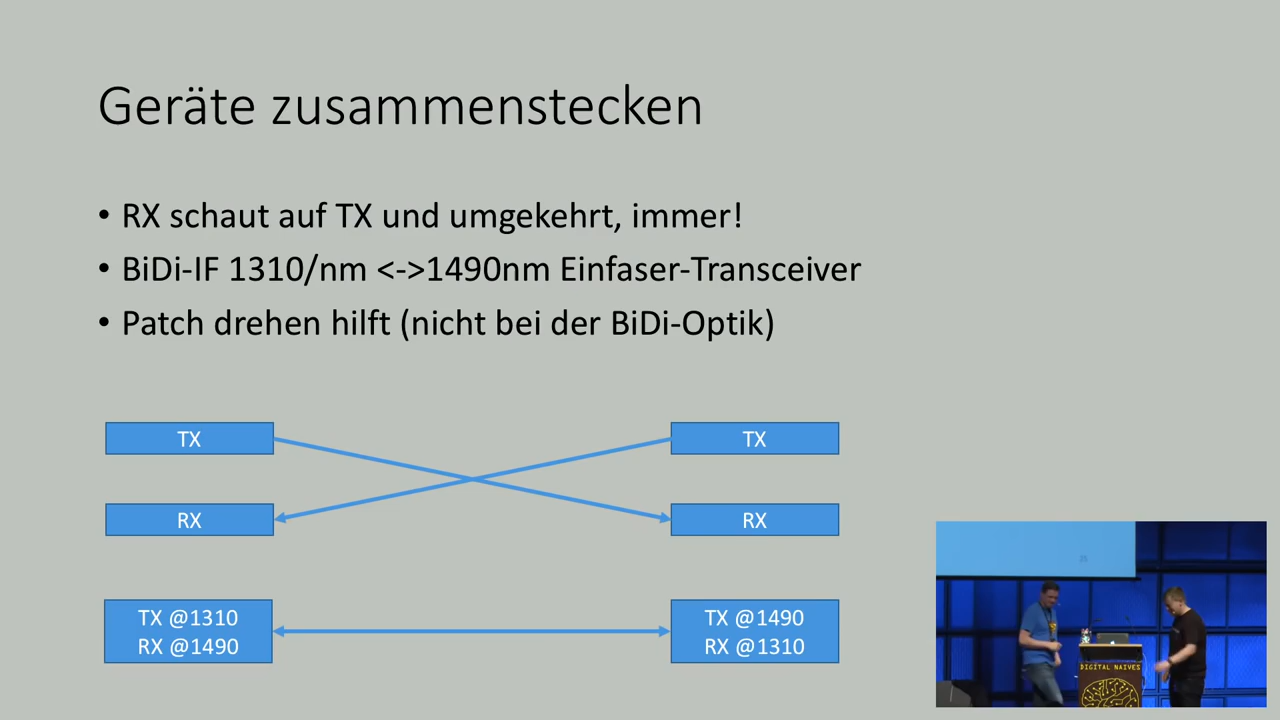 Geräte zusammenstecken
• RX schaut auf TX und umgekehrt, immer!
• BiDi-IF 1310/nm <->1490nm Einfaser-Transceiver
• Patch drehen hilft (nicht bei der BiDi-Optik)
TX
TX
RX
RX
TX @1310
RX @1490
TX @1490
RX @1310
DIGITAL NAIVES